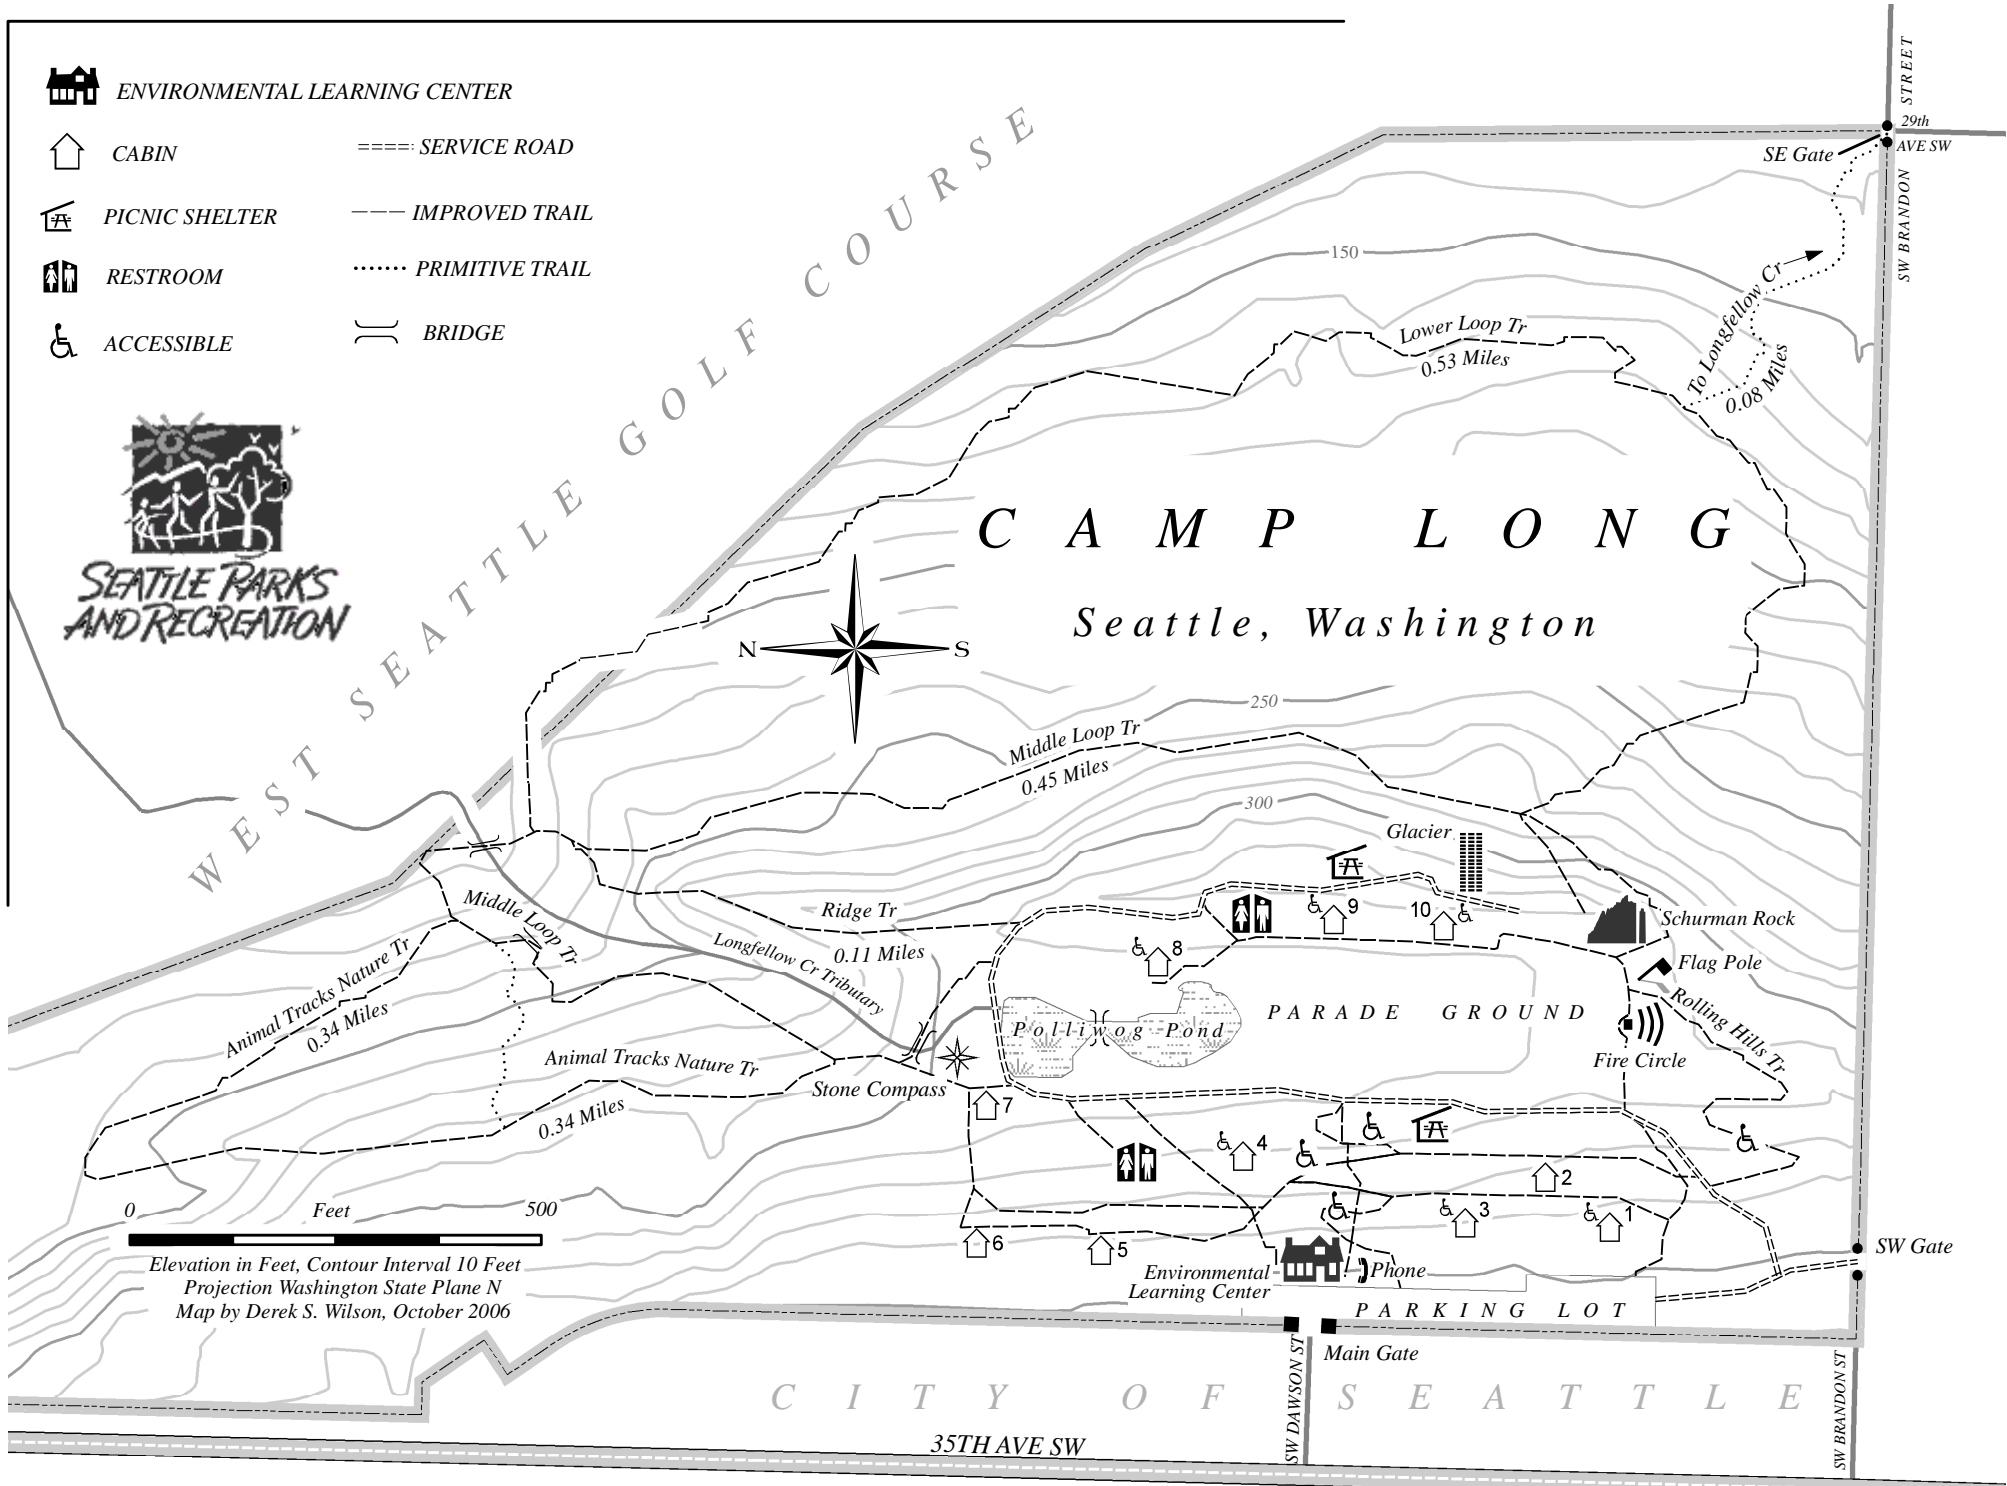 ENVIRONMENTAL LEARNING CENTER
CABIN
SERVICE ROAD
PICNIC SHELTER
IMPROVED TRAIL
RESTROOM
PRIMITIVE TRAIL
ACCESSIBLE
BRIDGE
SEATTLE PARKS
AND RECREATION
WEST SEATTLE GOLF COURSE
STREET
29th
AVE SW
SE Gate
SW BRANDON
150
To Longfellow Cr
0.08 Miles
Lower Loop Tr
0.53 Miles
CAMP LONG
Seattle, Washington
N
S
250
Middle Loop Tr
0.45 Miles
300
Glacier
Schurman Rock
Flag Pole
Rolling Hills Tr
Fire Circle
Middle Loop Tr
Ridge Tr
0.11 Miles
Longfellow Cr Tributary
9
10
8
PARADE GROUND
Polliwog Pond
Animal Tracks Nature Tr
0.34 Miles
Animal Tracks Nature Tr
0.34 Miles
Stone Compass
7
4
2
3
1
6
5
0
Feet
500
Elevation in Feet, Contour Interval 10 Feet
Projection Washington State Plane N
Map by Derek S. Wilson, October 2006
Environmental
Learning Center
Phone
PARKING LOT
SW Gate
Main Gate
SW DAWSON ST
SW BRANDON ST
CITY OF SEATTLE
35TH AVE SW